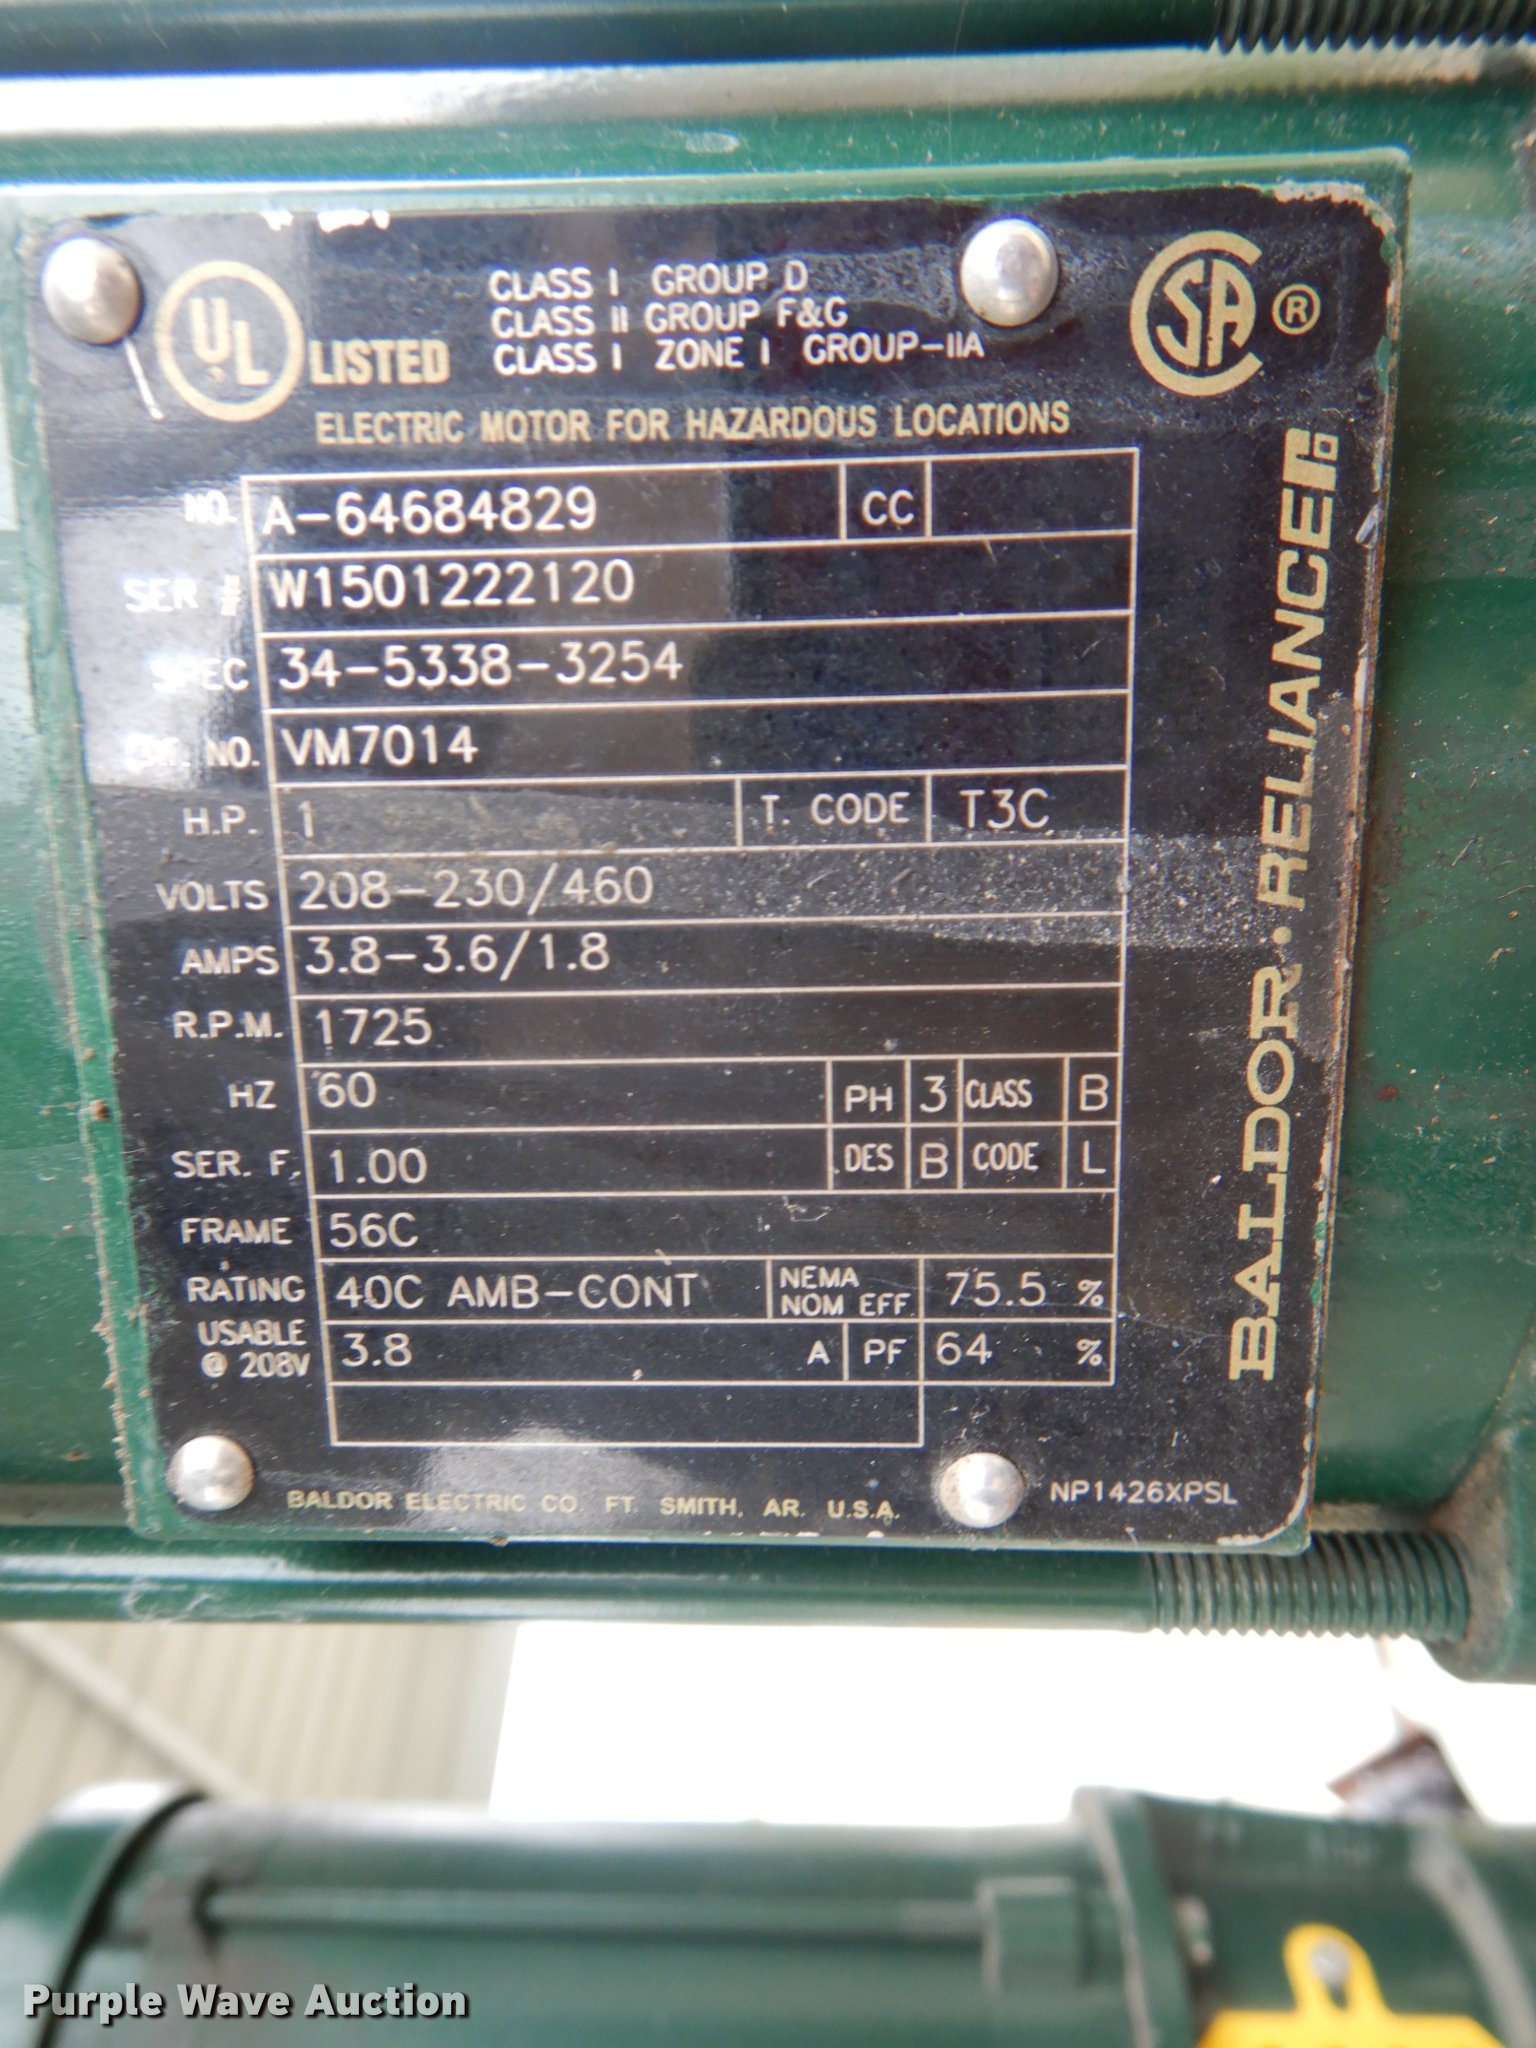 UL LISTED
CLASS I GROUP D
CLASS II GROUP F&G
CLASS I ZONE I GROUP-IIA
SA ®
ELECTRIC MOTOR FOR HAZARDOUS LOCATIONS
NO. A-64684829 CC
SER # W1501222120
SPEC 34-5338-3254
CAT. NO. VM7014
H.P. 1 T. CODE T3C
VOLTS 208-230/460
AMPS 3.8-3.6/1.8
R.P.M. 1725
HZ 60 PH 3 CLASS B
SER. F. 1.00 DES B CODE L
FRAME 56C
RATING 40C AMB-CONT NEMA NOM EFF. 75.5 %
USABLE @ 208V 3.8 A PF 64 %
BALDOR ELECTRIC CO. FT. SMITH, AR. U.S.A.
NP1426XPSL
BALDOR·RELIANCE
Purple Wave Auction